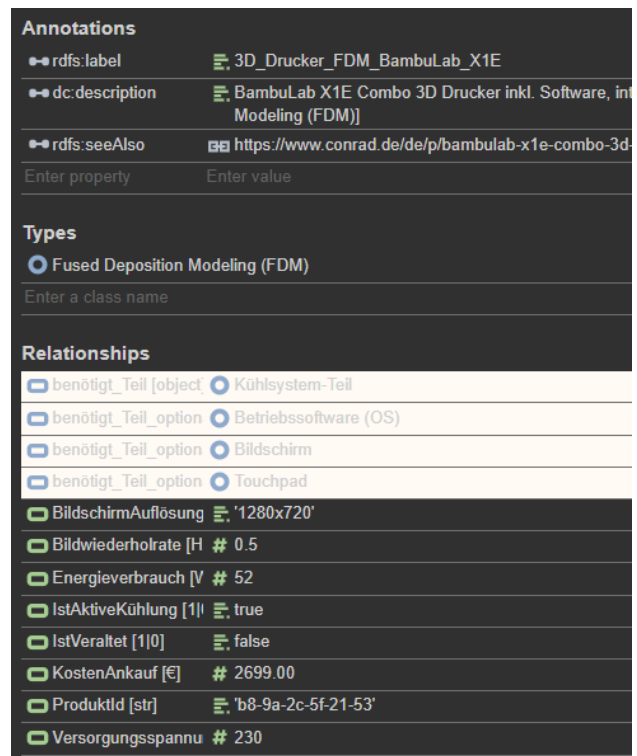 Annotations
rdfs:label 3D_Drucker_FDM_BambuLab_X1E
dc:description BambuLab X1E Combo 3D Drucker inkl. Software, int
Modeling (FDM)]
rdfs:seeAlso https://www.conrad.de/de/p/bambulab-x1e-combo-3d-
Enter property Enter value
Types
Fused Deposition Modeling (FDM)
Enter a class name
Relationships
benötigt_Teil [object] Kühlsystem-Teil
benötigt_Teil_option Betriebssoftware (OS)
benötigt_Teil_option Bildschirm
benötigt_Teil_option Touchpad
BildschirmAuflösung '1280x720'
Bildwiederholrate [H # 0.5
Energieverbrauch [W # 52
IstAktiveKühlung [1| true
IstVeraltet [1|0] false
KostenAnkauf [€] # 2699.00
ProduktId [str] 'b8-9a-2c-5f-21-53'
Versorgungsspannu # 230